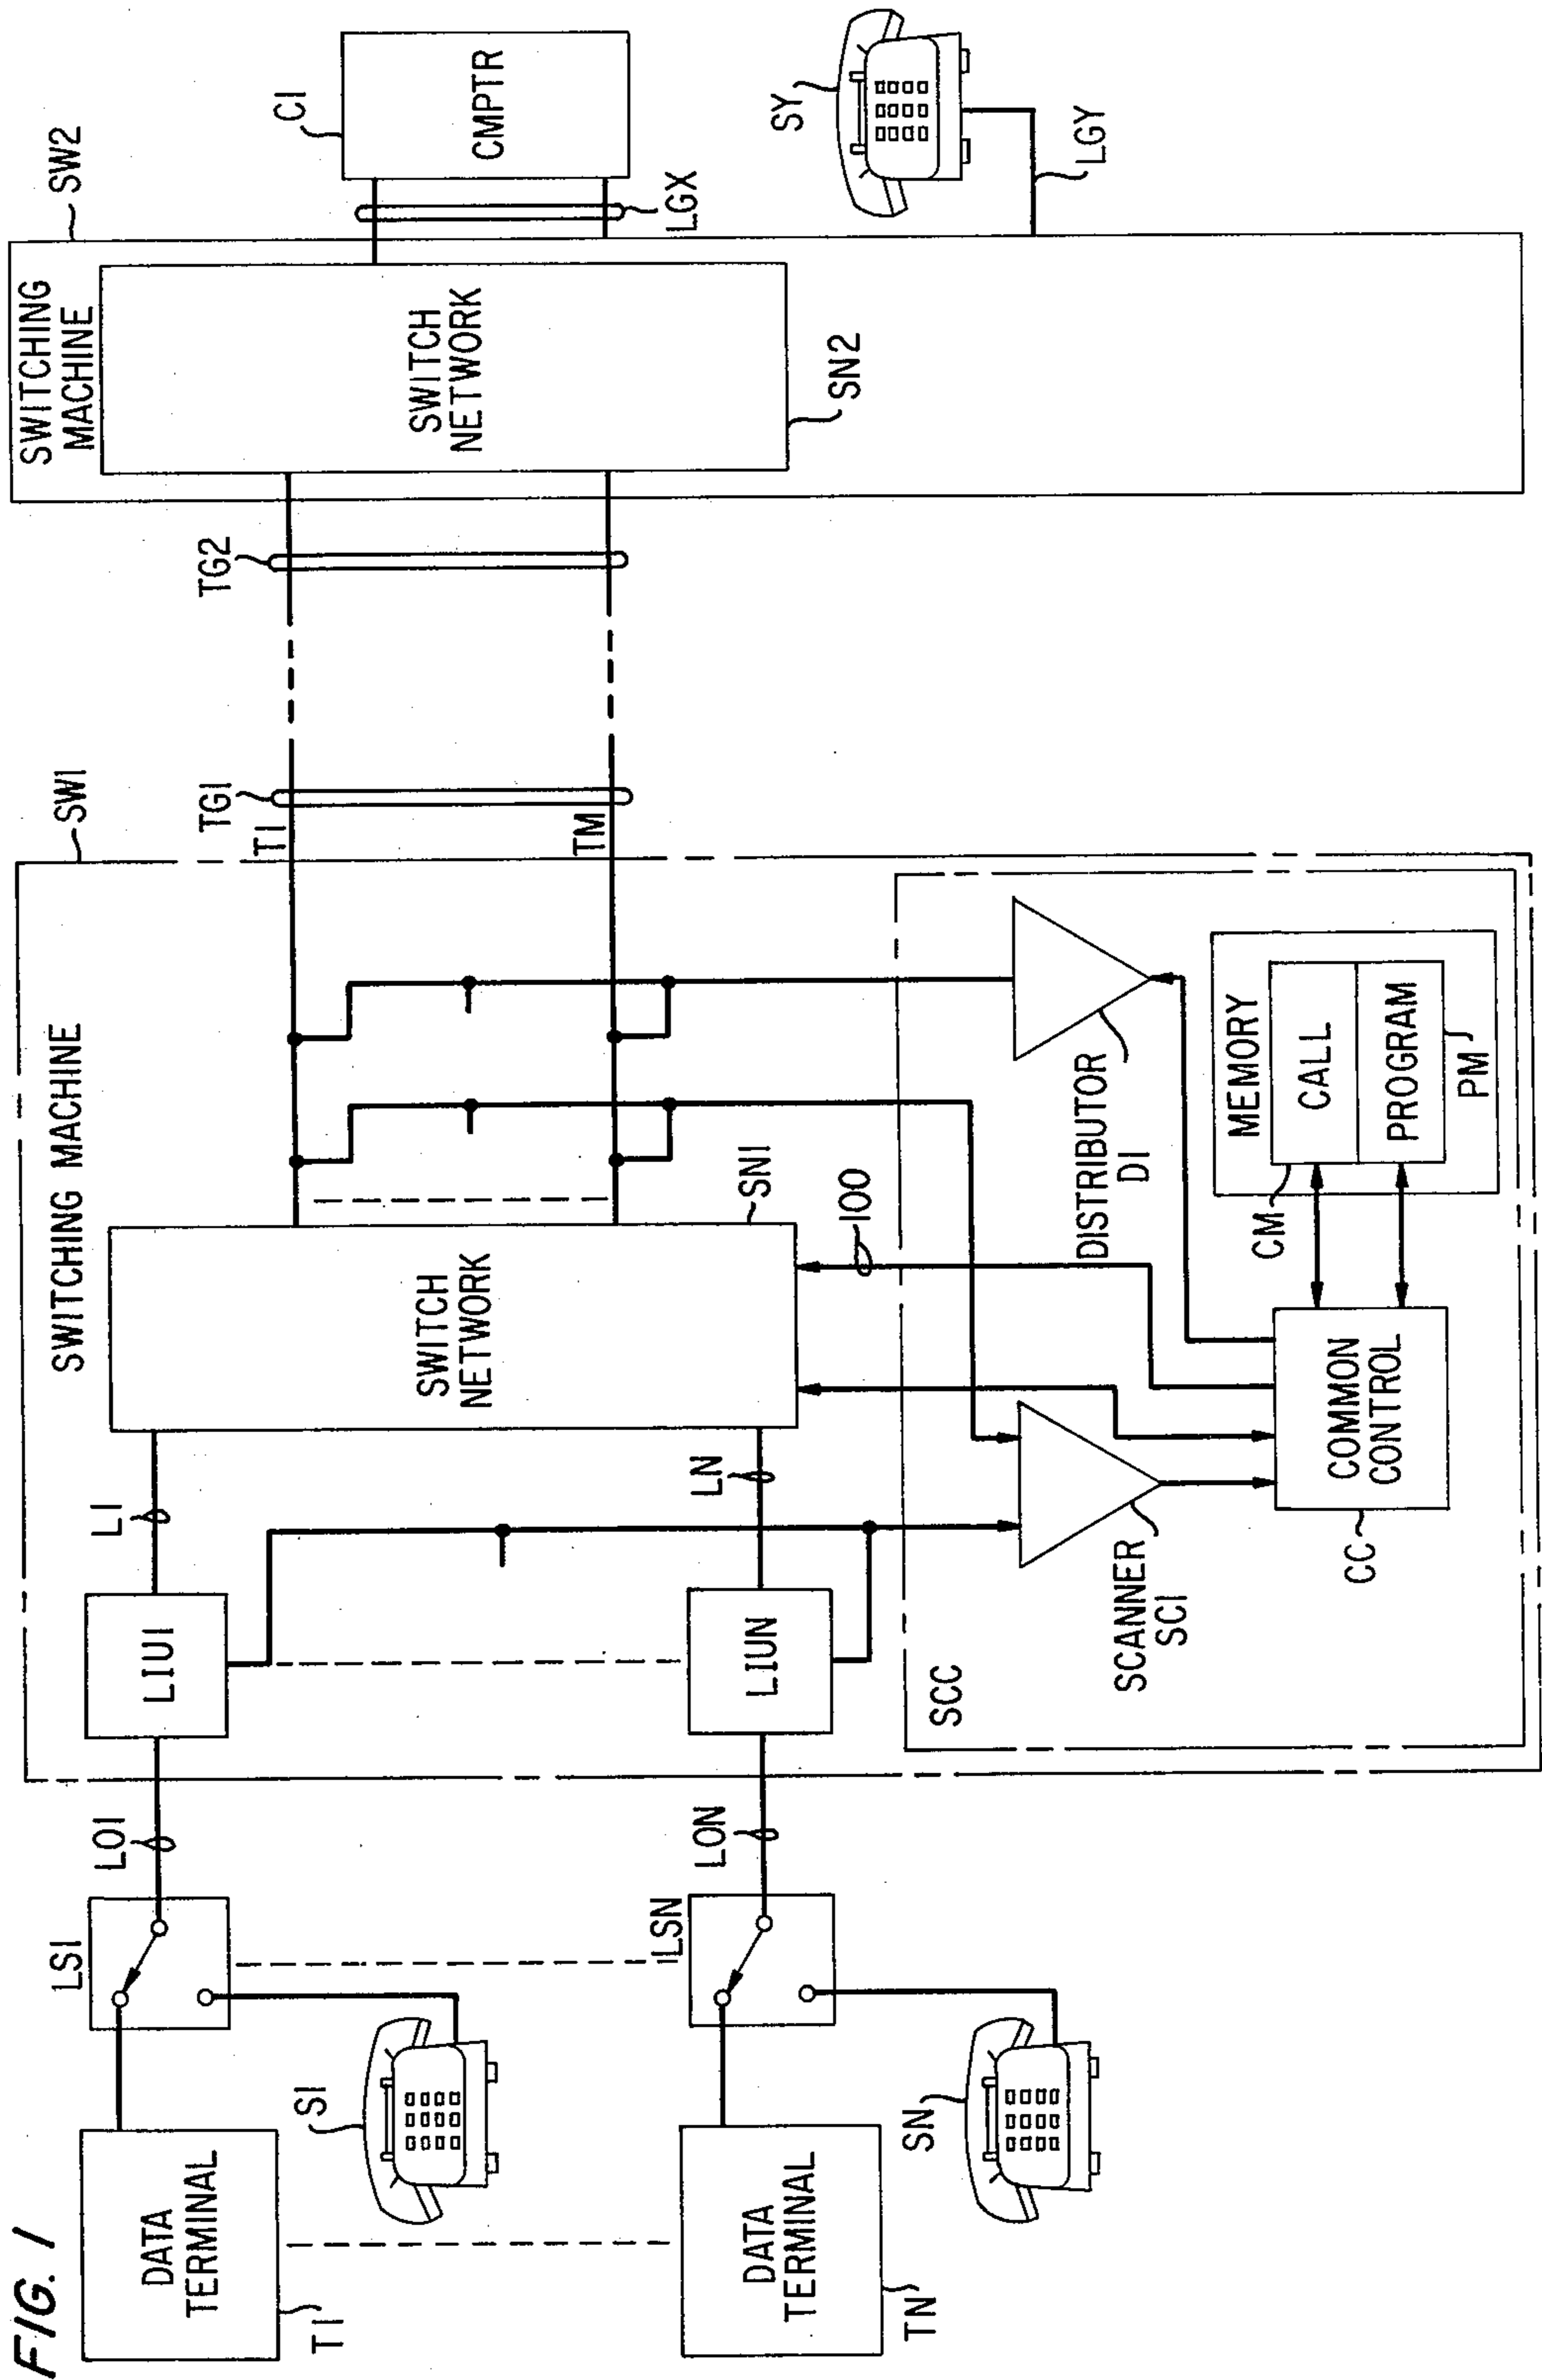 FIG. 1
SWITCHING MACHINE
SW1
SW2
SWITCHING
MACHINE
DATA
TERMINAL
T1
S1
LS1
LO1
LIU1
L1
SWITCH
NETWORK
SN1
T1
TG1
TG2
SWITCH
NETWORK
SN2
C1
CMPTR
LGX
SY
LGY
DATA
TERMINAL
TN
SN
LSN
LON
LIUN
LN
TM
100
SCC
SCANNER
SC1
DISTRIBUTOR
D1
COMMON
CONTROL
CC
MEMORY
CALL
PROGRAM
CM
PM